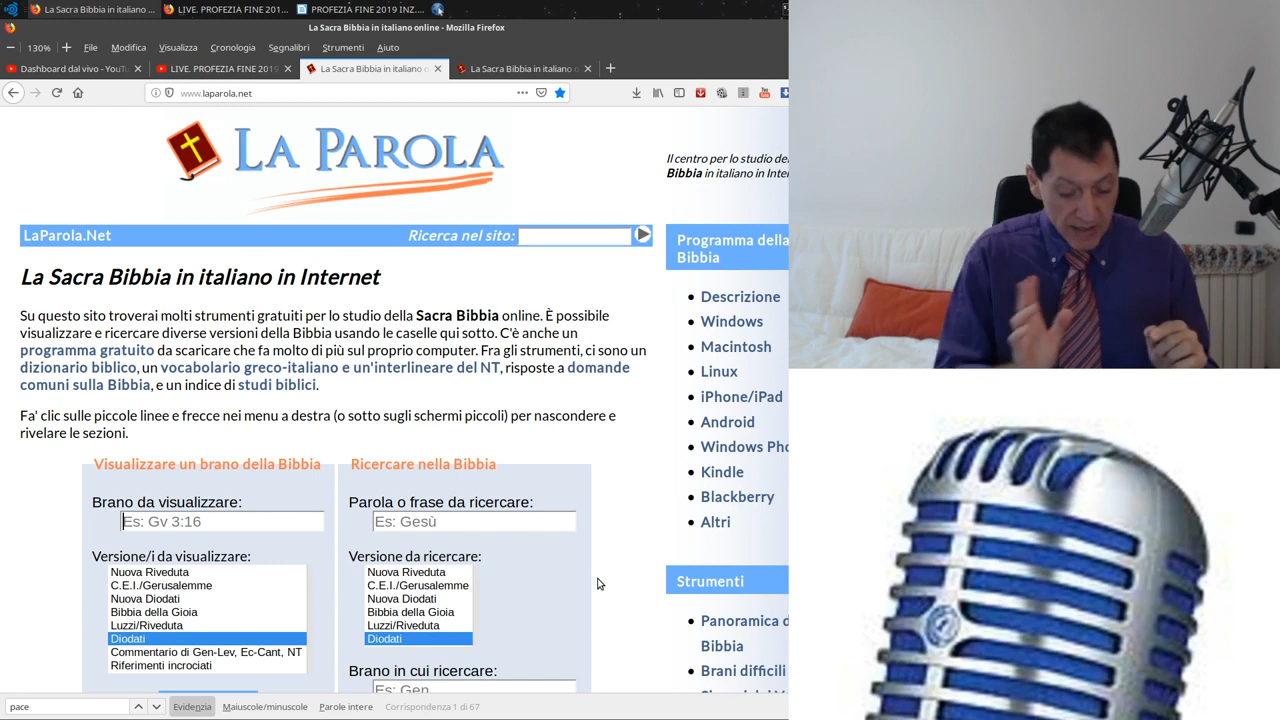 La Sacra Bibbia in italiano ...
LIVE. PROFEZIA FINE 201...
PROFEZIA FINE 2019 INZ...
La Sacra Bibbia in italiano online - Mozilla Firefox
130%
File
Modifica
Visualizza
Cronologia
Segnalibri
Strumenti
Aiuto
Dashboard dal vivo - YouTu
LIVE. PROFEZIA FINE 2019
La Sacra Bibbia in italiano o
La Sacra Bibbia in italiano o
www.laparola.net
LA PAROLA
Il centro per lo studio de
Bibbia in italiano in Inter
LaParola.Net
Ricerca nel sito:
Programma della
Bibbia
La Sacra Bibbia in italiano in Internet
Su questo sito troverai molti strumenti gratuiti per lo studio della Sacra Bibbia online. È possibile
visualizzare e ricercare diverse versioni della Bibbia usando le caselle qui sotto. C'è anche un
programma gratuito da scaricare che fa molto di più sul proprio computer. Fra gli strumenti, ci sono un
dizionario biblico, un vocabolario greco-italiano e un'interlineare del NT, risposte a domande
comuni sulla Bibbia, e un indice di studi biblici.
Fa' clic sulle piccole linee e frecce nei menu a destra (o sotto sugli schermi piccoli) per nascondere e
rivelare le sezioni.
Descrizione
Windows
Macintosh
Linux
iPhone/iPad
Android
Windows Pho
Kindle
Blackberry
Altri
Visualizzare un brano della Bibbia
Brano da visualizzare:
Es: Gv 3:16
Versione/i da visualizzare:
Nuova Riveduta
C.E.I./Gerusalemme
Nuova Diodati
Bibbia della Gioia
Luzzi/Riveduta
Diodati
Commentario di Gen-Lev, Ec-Cant, NT
Riferimenti incrociati
Ricercare nella Bibbia
Parola o frase da ricercare:
Es: Gesù
Versione da ricercare:
Nuova Riveduta
C.E.I./Gerusalemme
Nuova Diodati
Bibbia della Gioia
Luzzi/Riveduta
Diodati
Brano in cui ricercare:
Es: Gen
Strumenti
Panoramica d
Bibbia
Brani difficili
pace
Evidenzia
Maiuscole/minuscole
Parole intere
Corrispondenza 1 di 67